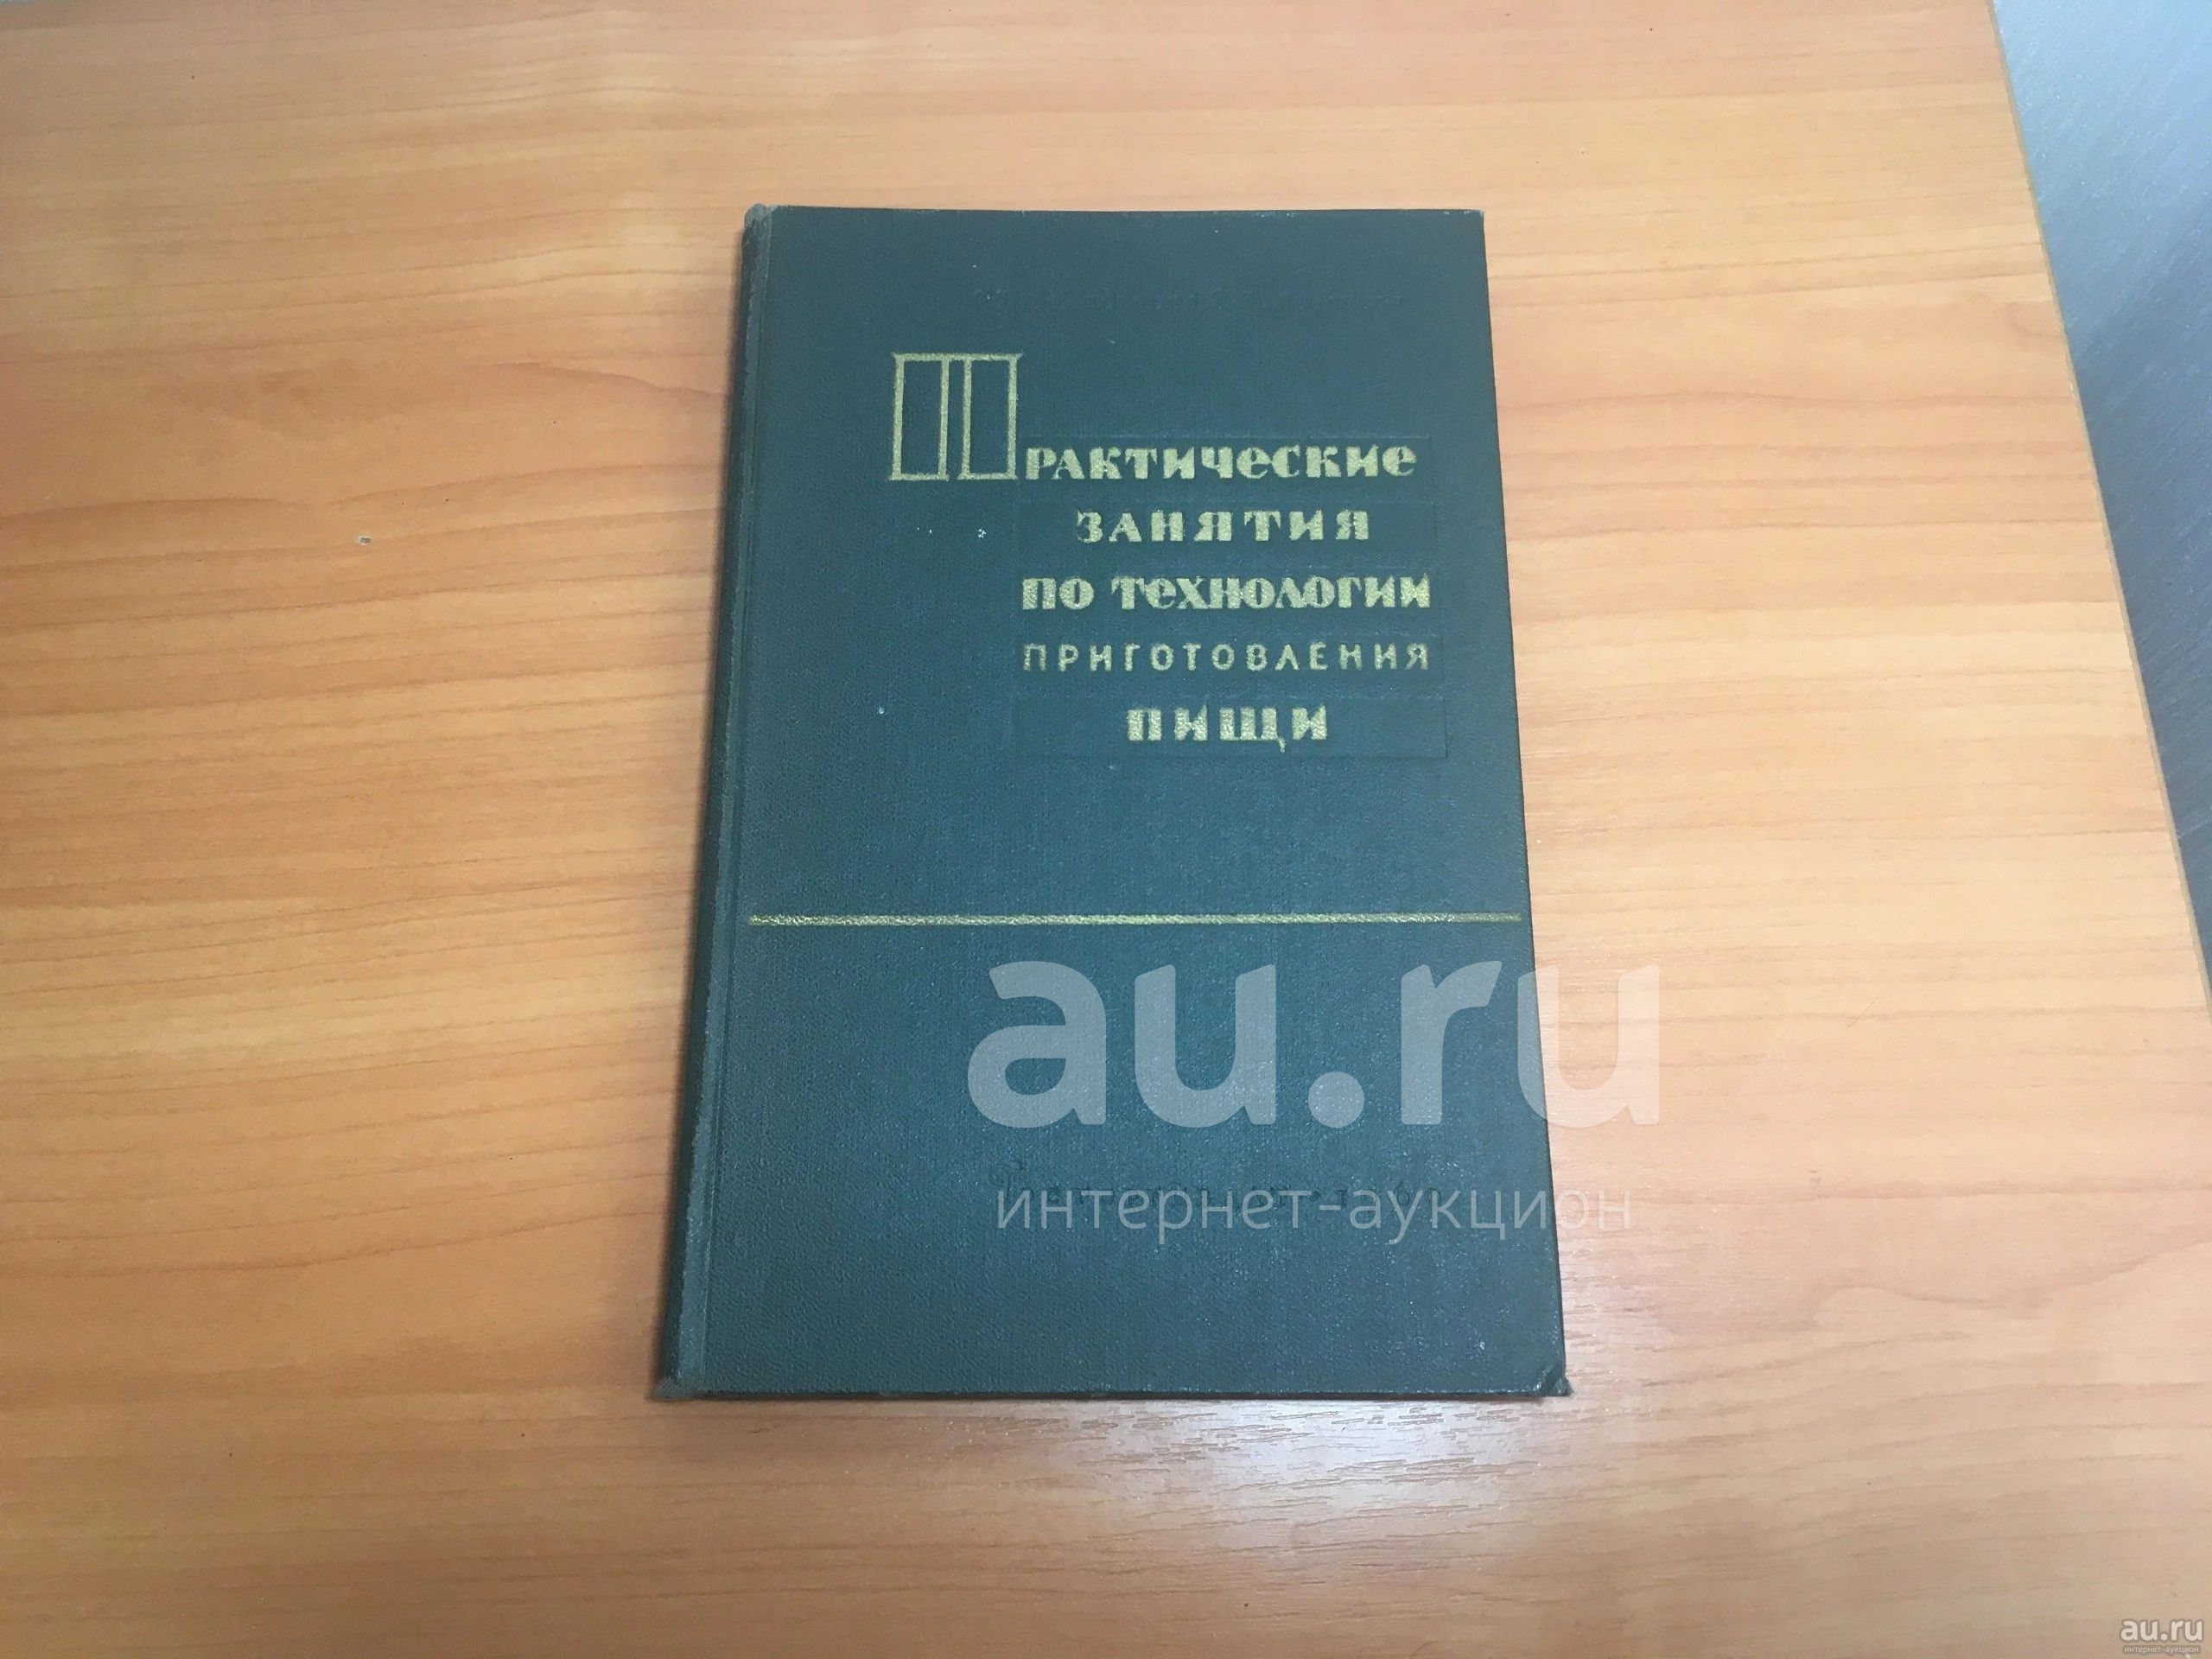 ПРАКТИЧЕСКИЕ
ЗАНЯТИЯ
ПО ТЕХНОЛОГИИ
ПРИГОТОВЛЕНИЯ
ПИЩИ
au.ru
интернет-аукцион
au.ru
интернет-аукцион